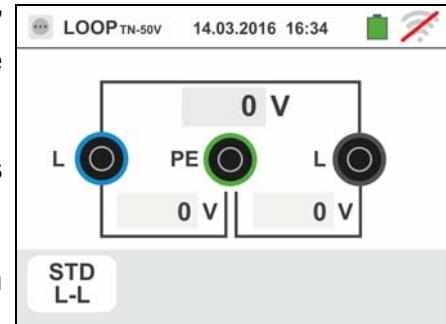 LOOP TN-50V 14.03.2016 16:34
0 V
L PE L
0 V 0 V
STD
L-L